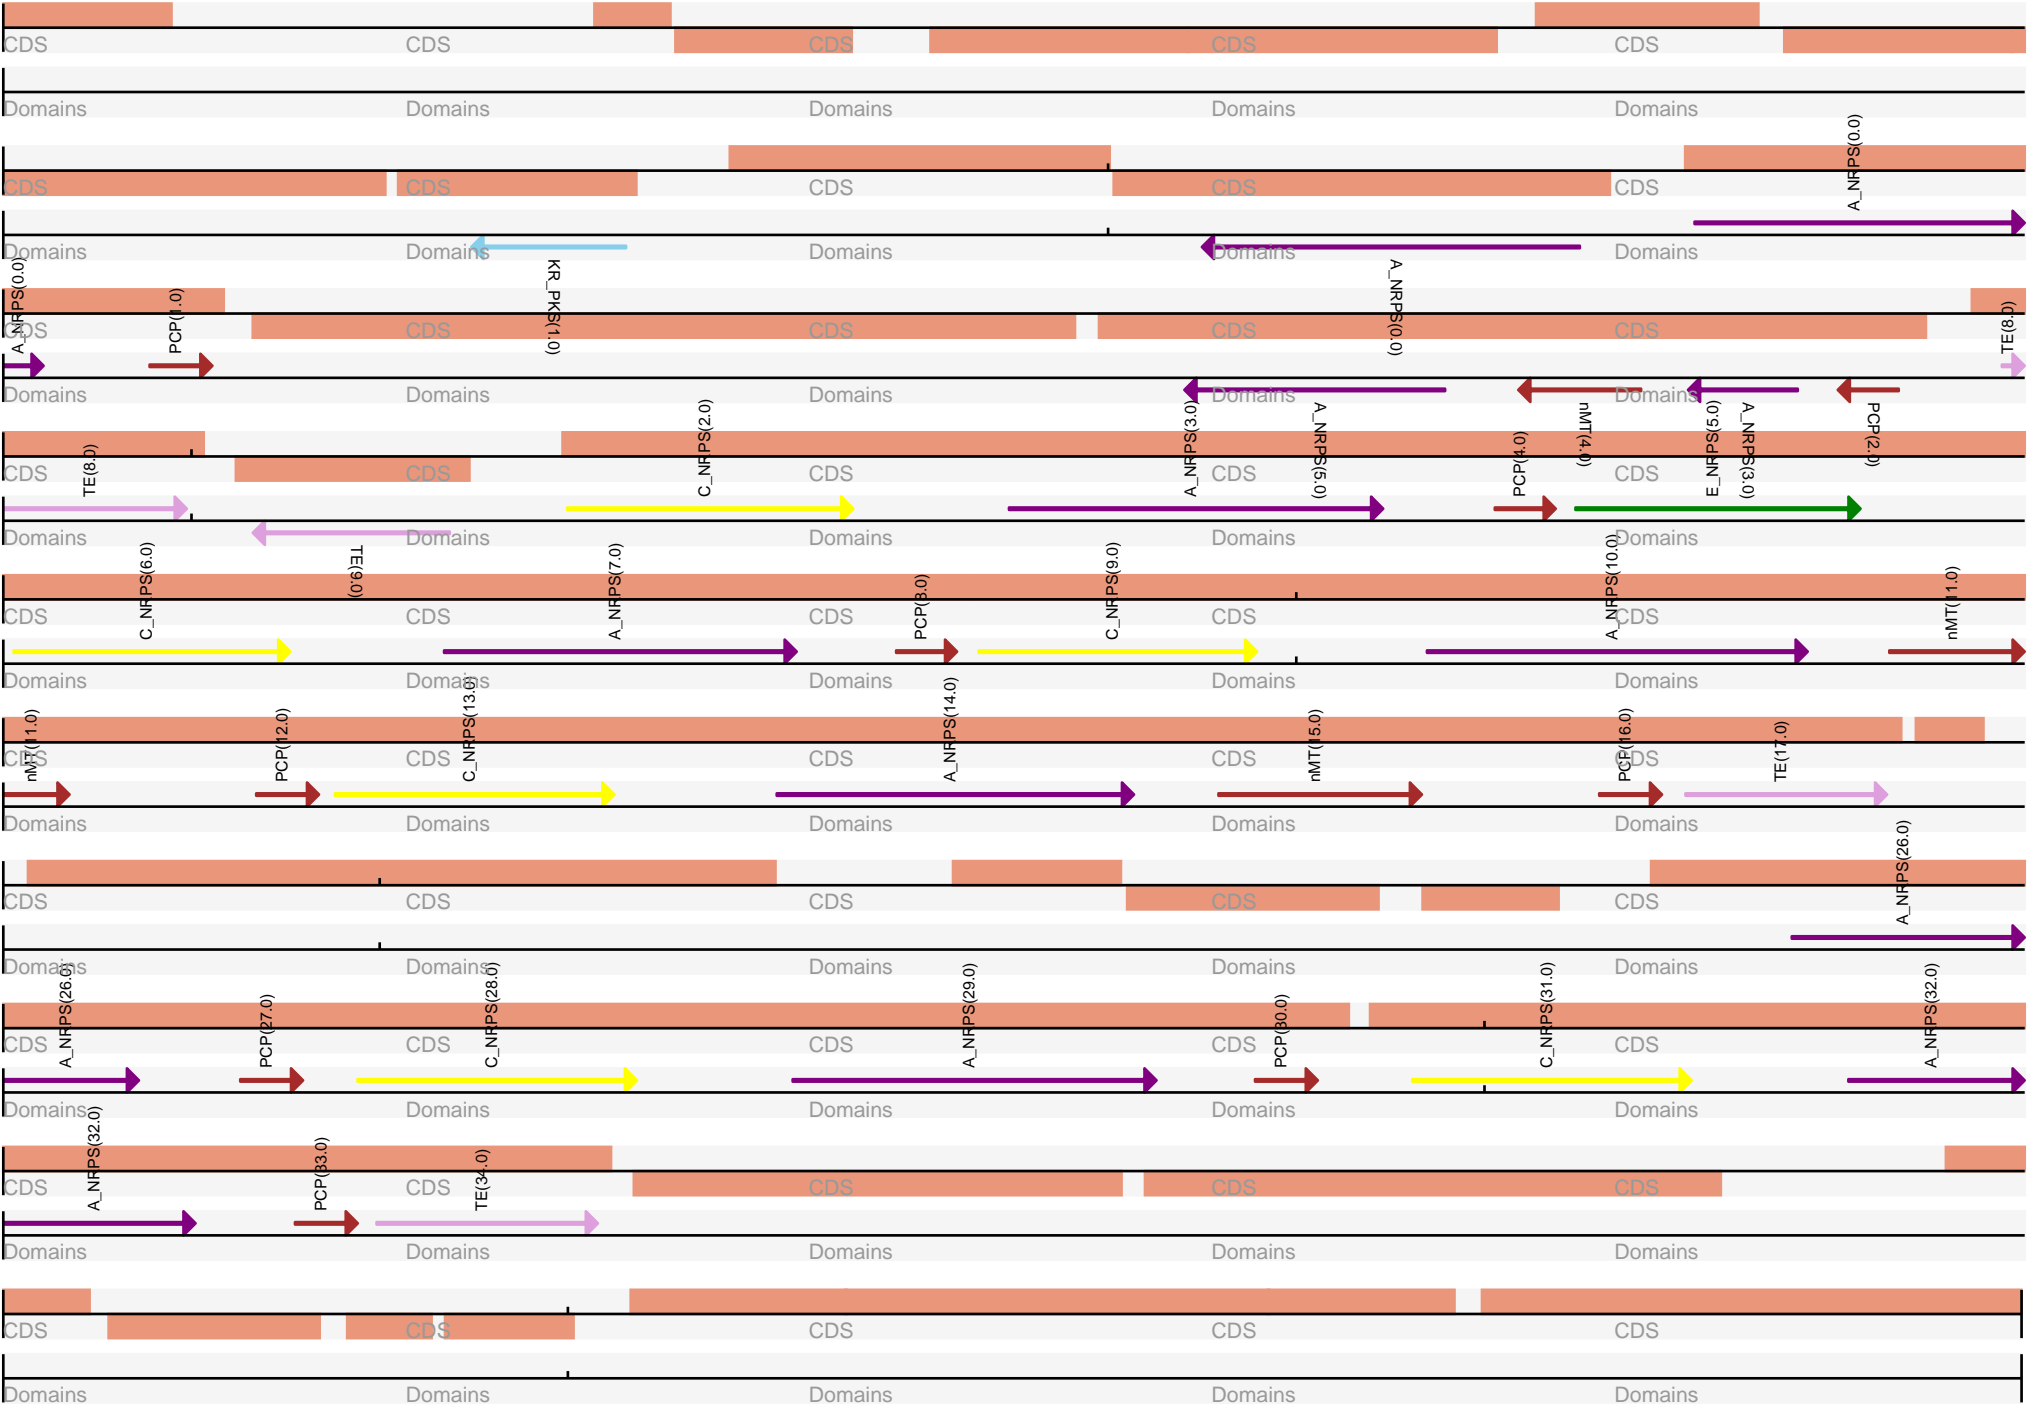 CDS CDS CDS CDS CDS
Domains Domains Domains Domains Domains
A_NRPS(0.0)
CDS CDS CDS CDS CDS
Domains Domains Domains Domains Domains
A_NRPS(0.0) PCP(1.0) KR_PKS(1.0) A_NRPS(0.0) TE(8.0)
CDS CDS CDS CDS CDS
Domains Domains Domains Domains Domains
TE(8.0) C_NRPS(2.0) A_NRPS(3.0) A_NRPS(5.0) PCP(4.0) nMT(4.0) E_NRPS(5.0) A_NRPS(3.0) PCP(2.0)
CDS CDS CDS CDS CDS
Domains Domains Domains Domains Domains
C_NRPS(6.0) TE(9.0) A_NRPS(7.0) PCP(8.0) C_NRPS(9.0) A_NRPS(10.0) nMT(11.0)
CDS CDS CDS CDS CDS
Domains Domains Domains Domains Domains
nMT(11.0) PCP(12.0) C_NRPS(13.0) A_NRPS(14.0) nMT(15.0) PCP(16.0) TE(17.0)
CDS CDS CDS CDS CDS
Domains Domains Domains Domains Domains
A_NRPS(26.0)
CDS CDS CDS CDS CDS
Domains Domains Domains Domains Domains
A_NRPS(26.0) PCP(27.0) C_NRPS(28.0) A_NRPS(29.0) PCP(30.0) C_NRPS(31.0) A_NRPS(32.0)
CDS CDS CDS CDS CDS
Domains Domains Domains Domains Domains
A_NRPS(32.0) PCP(33.0) TE(34.0)
CDS CDS CDS CDS CDS
Domains Domains Domains Domains Domains
CDS CDS CDS CDS CDS
Domains Domains Domains Domains Domains